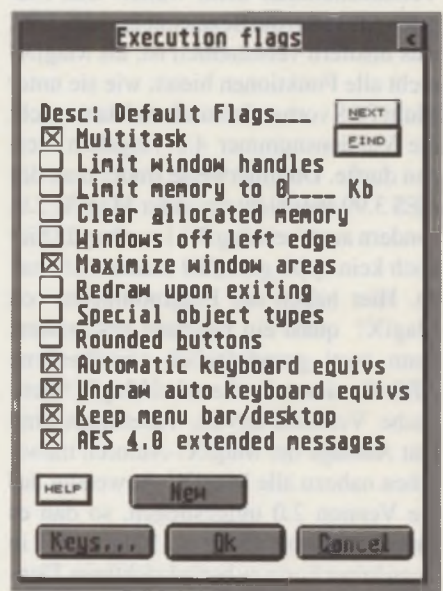 Execution flags
Desc: Default Flags NEXT
Multitask FIND
Limit window handles
Limit memory to 0 Kb
Clear allocated memory
Windows off left edge
Maximize window areas
Redraw upon exiting
Special object types
Rounded buttons
Automatic keyboard eQuivs
Undraw auto keyboard equivs
Keep menu bar/desktop
AES 4.0 extended messages
HELP New
Keys... Ok Cancel